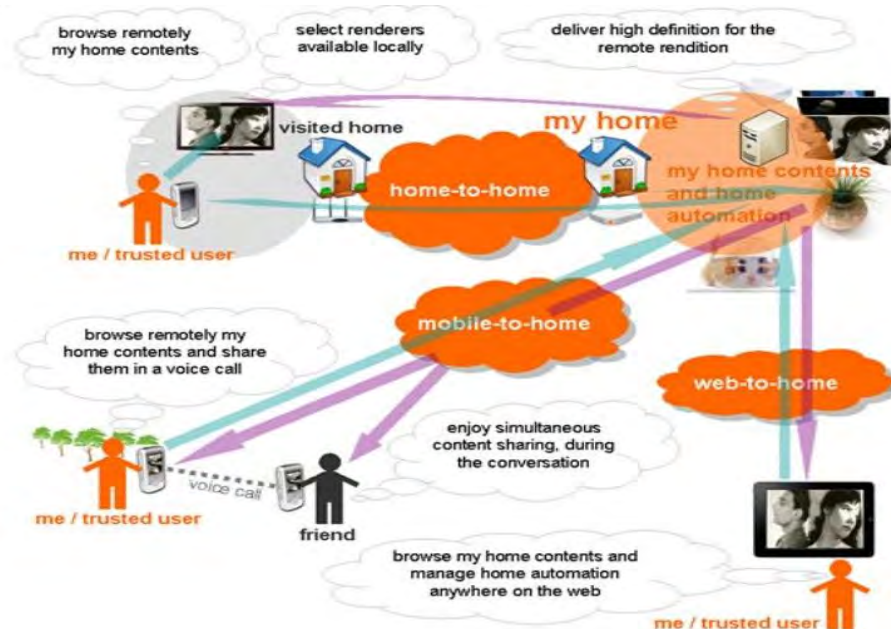 browse remotely
my home contents
select renderers
available locally
deliver high definition for the
remote rendition
visited home
my home
home-to-home
my home contents
and home
automation
me / trusted user
mobile-to-home
browse remotely my
home contents and share
them in a voice call
web-to-home
enjoy simultaneous
content sharing, during
the conversation
voice call
me / trusted user
friend
browse my home contents and
manage home automation
anywhere on the web
me / trusted user